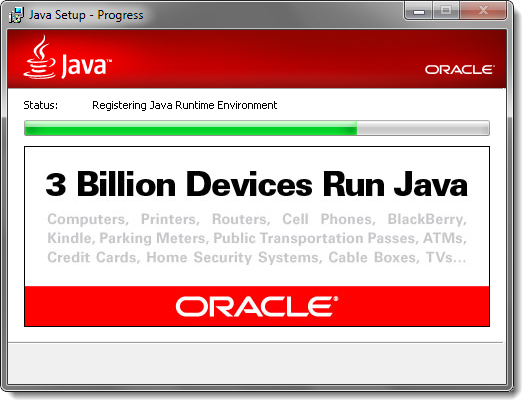 Java Setup - Progress
Java™
ORACLE®
Status: Registering Java Runtime Environment
3 Billion Devices Run Java
Computers, Printers, Routers, Cell Phones, BlackBerry,
Kindle, Parking Meters, Public Transportation Passes, ATMs,
Credit Cards, Home Security Systems, Cable Boxes, TVs...
ORACLE®